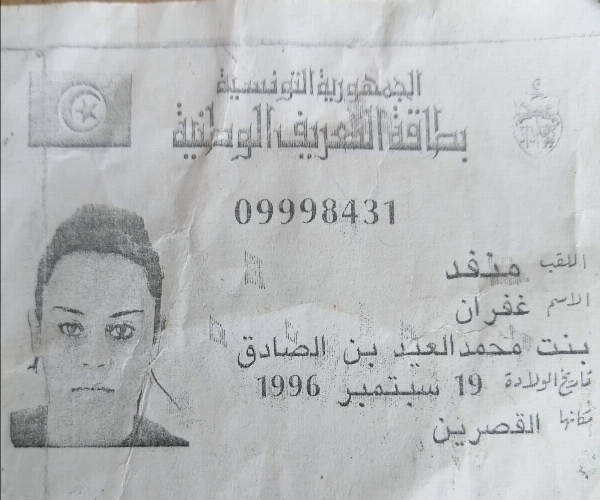 الجمهورية التونسية
بطاقة التعريف الوطنية
09998431
اللقب منفد
الاسم غفران
بنت محمد العيد بن الصادق
تاريخ الولادة 19 سبتمبر 1996
مكانها القصرين